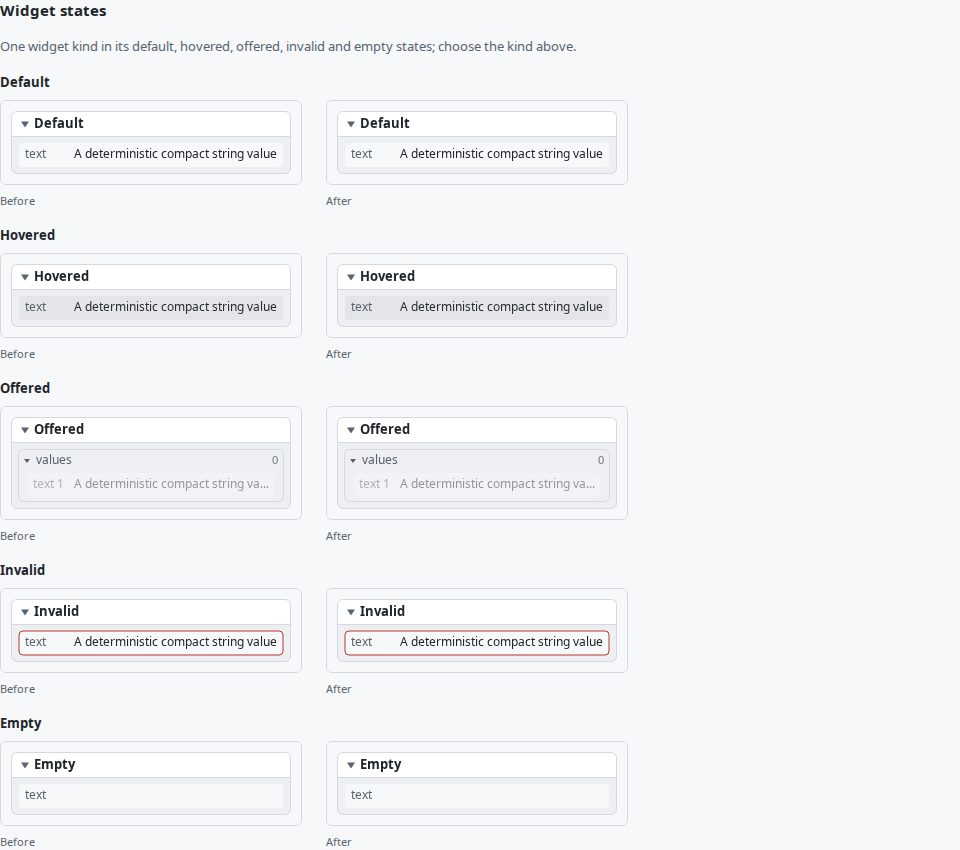 Widget states
One widget kind in its default, hovered, offered, invalid and empty states; choose the kind above.
Default
Default
text A deterministic compact string value
Before
Default
text A deterministic compact string value
After
Hovered
Hovered
text A deterministic compact string value
Before
Hovered
text A deterministic compact string value
After
Offered
Offered
values 0
text 1 A deterministic compact string va...
Before
Offered
values 0
text 1 A deterministic compact string va...
After
Invalid
Invalid
text A deterministic compact string value
Before
Invalid
text A deterministic compact string value
After
Empty
Empty
text
Before
Empty
text
After